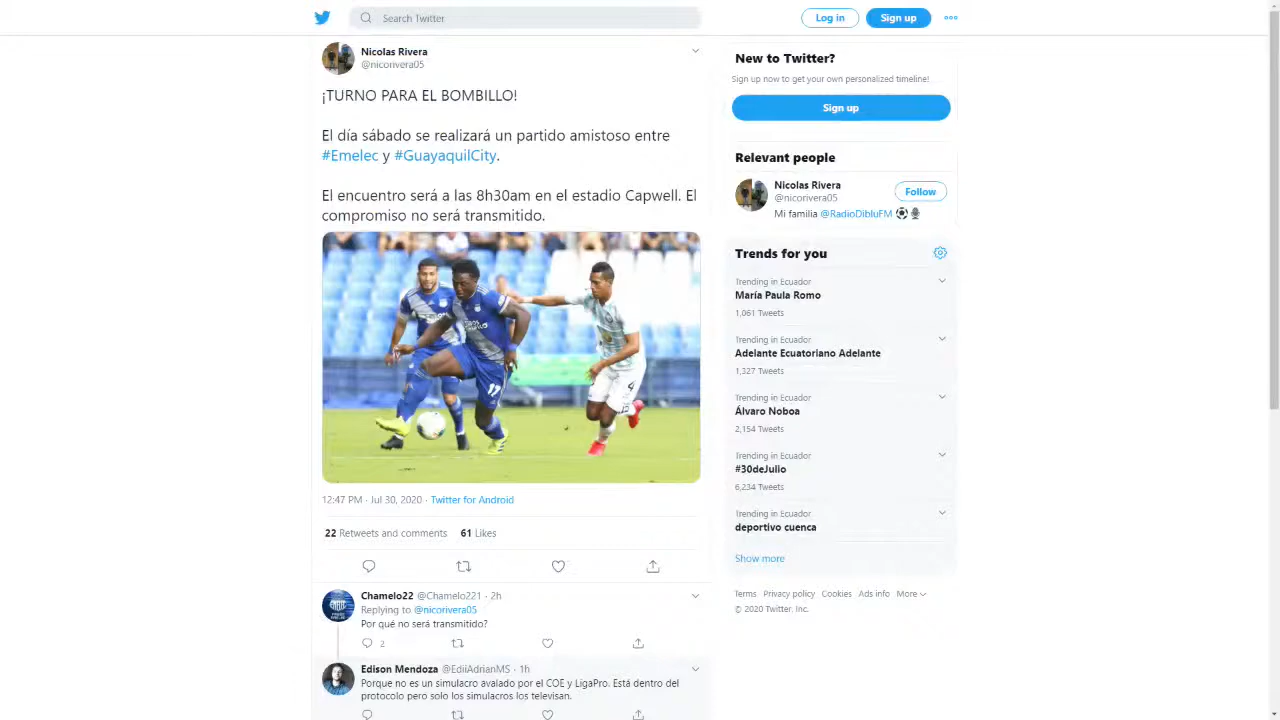 Search Twitter
Log in
Sign up
Nicolas Rivera
@nicorivera05
¡TURNO PARA EL BOMBILLO!
El día sábado se realizará un partido amistoso entre
#Emelec y #GuayaquilCity.
El encuentro será a las 8h30am en el estadio Capwell. El
compromiso no será transmitido.
17
4
12:47 PM · Jul 30, 2020 · Twitter for Android
22 Retweets and comments 61 Likes
Chamelo22 @Chamelo221 · 2h
Replying to @nicorivera05
Por qué no será transmitido?
2
Edison Mendoza @EdiiAdrianMS · 1h
Porque no es un simulacro avalado por el COE y LigaPro. Está dentro del
protocolo pero solo los simulacros los televisan.
New to Twitter?
Sign up now to get your own personalized timeline!
Sign up
Relevant people
Nicolas Rivera
@nicorivera05
Follow
Mi familia @RadioDibluFM
Trends for you
Trending in Ecuador
María Paula Romo
1,061 Tweets
Trending in Ecuador
Adelante Ecuatoriano Adelante
1,327 Tweets
Trending in Ecuador
Álvaro Noboa
2,154 Tweets
Trending in Ecuador
#30deJulio
6,234 Tweets
Trending in Ecuador
deportivo cuenca
Show more
Terms Privacy policy Cookies Ads info More
© 2020 Twitter, Inc.